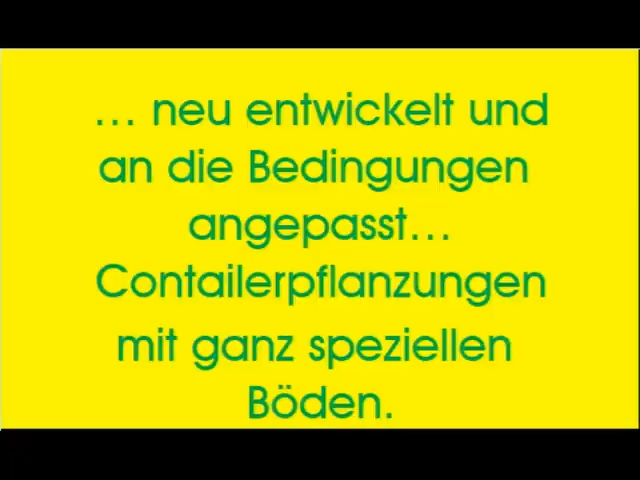 … neu entwickelt und
an die Bedingungen
angepasst…
Contailerpflanzungen
mit ganz speziellen
Böden.